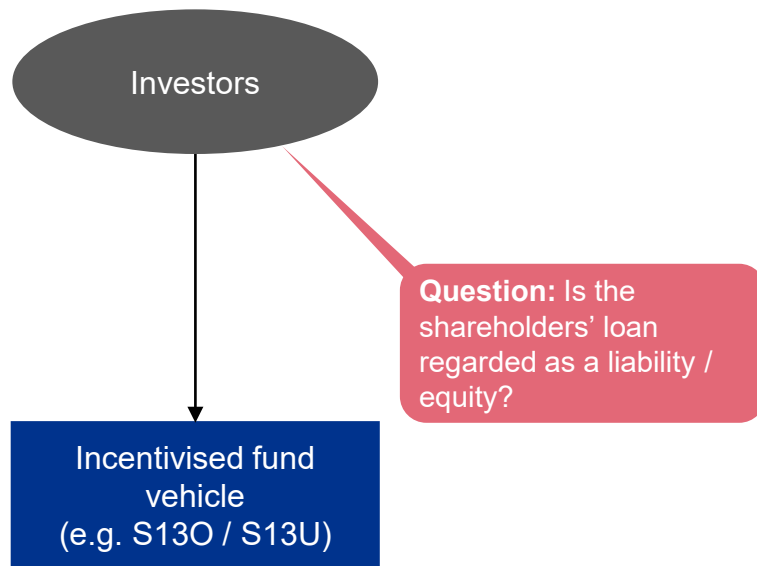 Investors
Question: Is the
shareholders’ loan
regarded as a liability /
equity?
Incentivised fund
vehicle
(e.g. S13O / S13U)